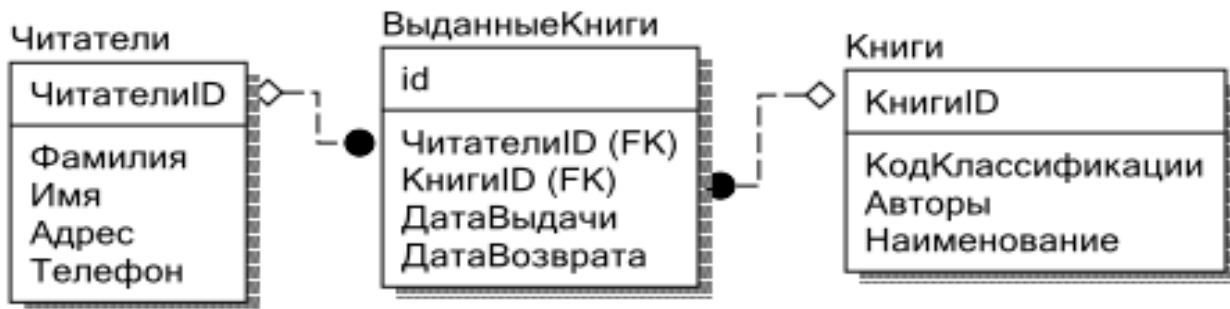 Читатели
ЧитателиID
Фамилия
Имя
Адрес
Телефон
ВыданныеКниги
id
ЧитателиID (FK)
КнигиID (FK)
ДатаВыдачи
ДатаВозврата
Книги
КнигиID
КодКлассификации
Авторы
Наименование